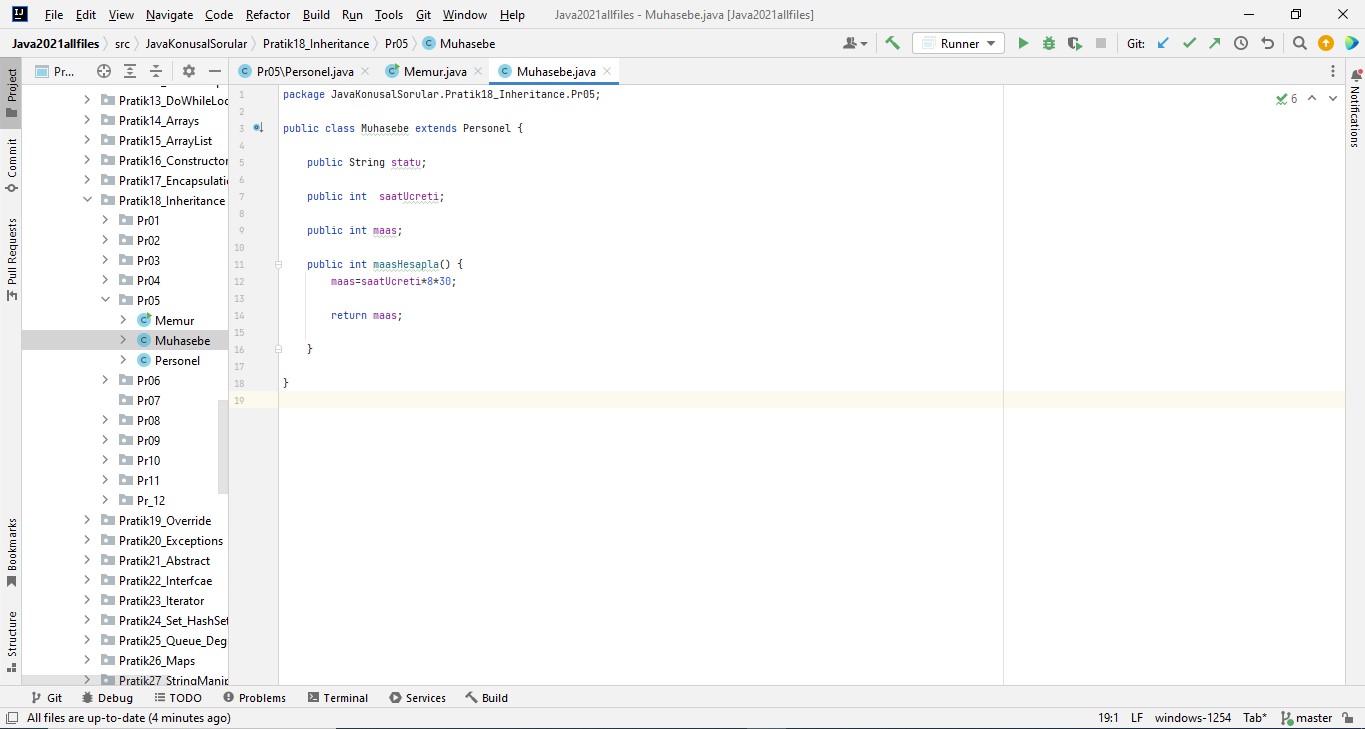 File Edit View Navigate Code Refactor Build Run Tools Git Window Help Java2021allfiles - Muhasebe.java [Java2021allfiles]
Java2021allfiles src JavaKonusalSorular Pratik18_Inheritance Pr05 Muhasebe Runner Git:
Project
Commit
Pull Requests
Bookmarks
Structure
Pr...
Pratik13_DoWhileLoo
Pratik14_Arrays
Pratik15_ArrayList
Pratik16_Constructor
Pratik17_Encapsulati
Pratik18_Inheritance
Pr01
Pr02
Pr03
Pr04
Pr05
Memur
Muhasebe
Personel
Pr06
Pr07
Pr08
Pr09
Pr10
Pr11
Pr_12
Pratik19_Override
Pratik20_Exceptions
Pratik21_Abstract
Pratik22_Interfcae
Pratik23_Iterator
Pratik24_Set_HashSet
Pratik25_Queue_Deq
Pratik26_Maps
Pratik27_StringManip
Pr05\Personel.java Memur.java Muhasebe.java
1 package JavaKonusalSorular.Pratik18_Inheritance.Pr05;
2
3 public class Muhasebe extends Personel {
4
5 public String statu;
6
7 public int saatUcreti;
8
9 public int maas;
10
11 public int maasHesapla() {
12 maas=saatUcreti*8*30;
13
14 return maas;
15
16 }
17
18 }
19
6
Notifications
Git Debug TODO Problems Terminal Services Build
All files are up-to-date (4 minutes ago) 19:1 LF windows-1254 Tab* master